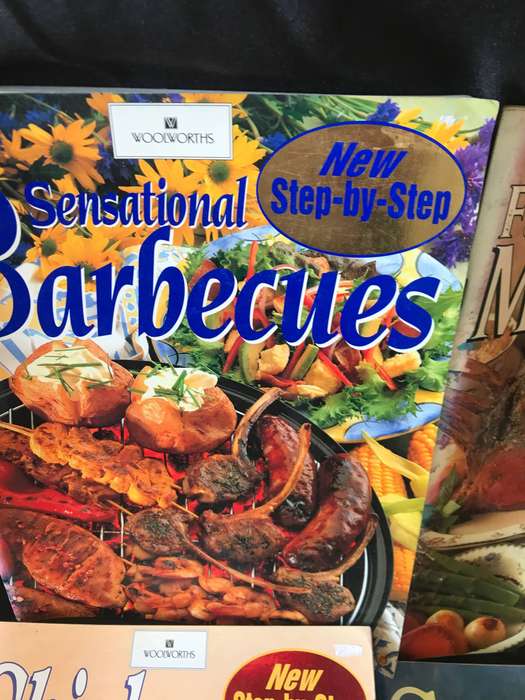 WOOLWORTHS
New
Step-by-Step
Sensational
Barbecues
WOOLWORTHS
New